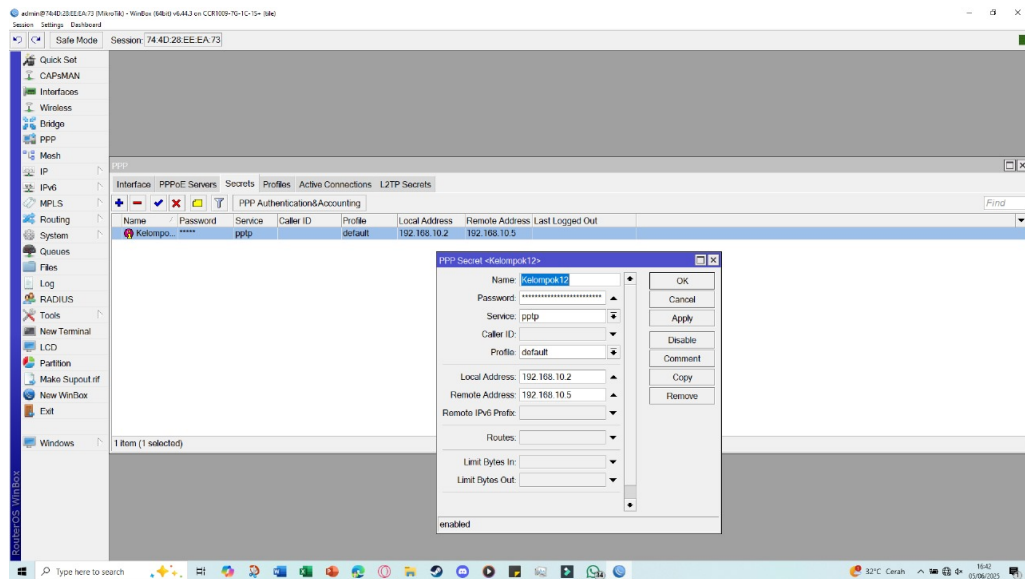 admin@74:4D:28:EE:EA:73 (MikroTik) - WinBox (64bit) v6.44.3 on CCR1009-7G-1C-1S+ (tile)
Session Settings Dashboard
Safe Mode Session: 74:4D:28:EE:EA:73
Quick Set
CAPsMAN
Interfaces
Wireless
Bridge
PPP
Mesh
IP
IPv6
MPLS
Routing
System
Queues
Files
Log
RADIUS
Tools
New Terminal
LCD
Partition
Make Supout.rif
New WinBox
Exit
Windows
RouterOS WinBox
PPP
Interface PPPoE Servers Secrets Profiles Active Connections L2TP Secrets
PPP Authentication&Accounting Find
Name Password Service Caller ID Profile Local Address Remote Address Last Logged Out
Kelompo... ***** pptp default 192.168.10.2 192.168.10.5
1 item (1 selected)
PPP Secret <Kelompok12>
Name: Kelompok12
Password: *************************
Service: pptp
Caller ID:
Profile: default
Local Address: 192.168.10.2
Remote Address: 192.168.10.5
Remote IPv6 Prefix:
Routes:
Limit Bytes In:
Limit Bytes Out:
enabled
OK
Cancel
Apply
Disable
Comment
Copy
Remove
Type here to search
32°C Cerah
16:42
05/06/2025